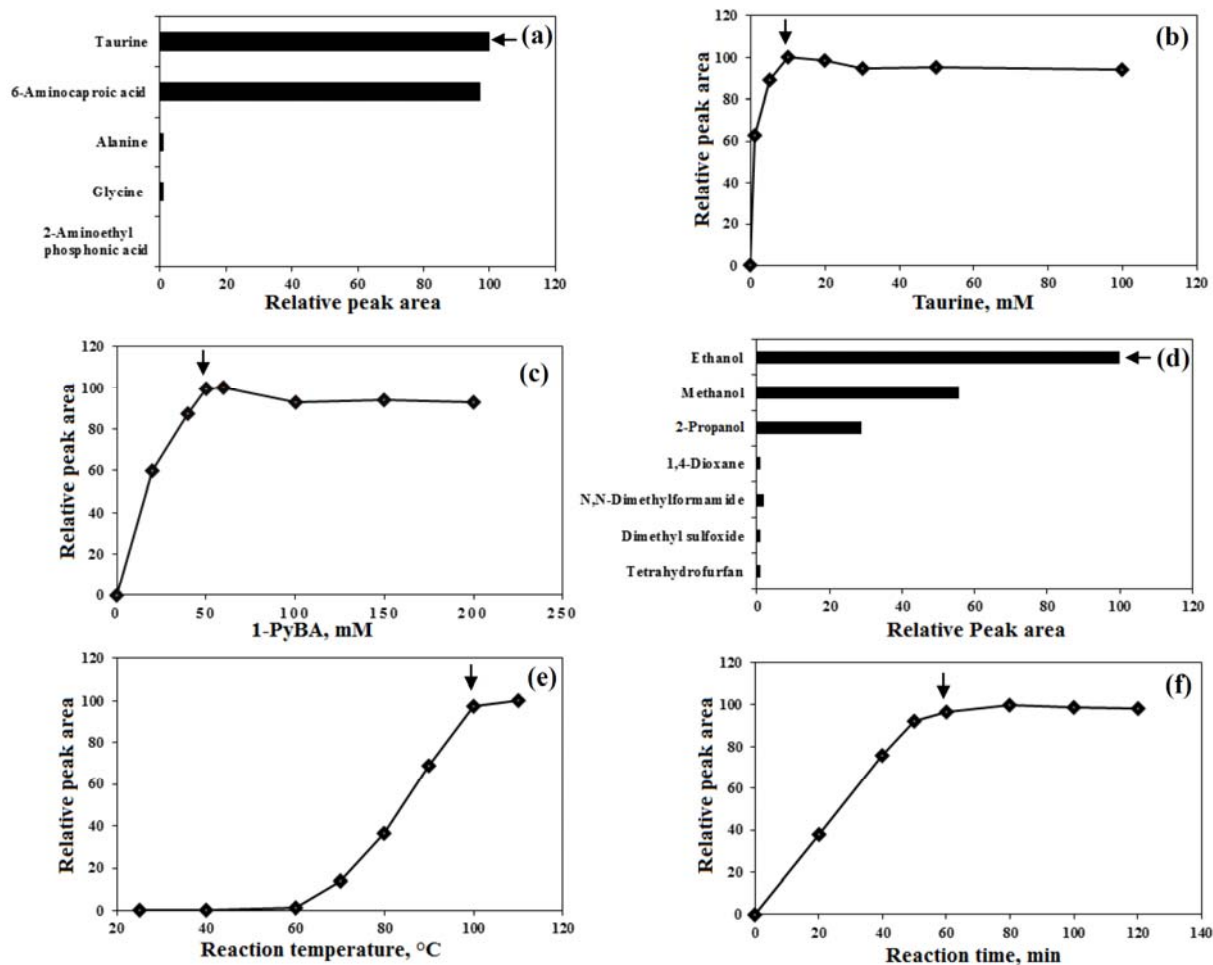 (a)
Taurine
6-Aminocaproic acid
Alanine
Glycine
2-Aminoethyl
phosphonic acid
0 20 40 60 80 100 120
Relative peak area
(b)
Relative peak area
120
100
80
60
40
20
0
0 20 40 60 80 100 120
Taurine, mM
(c)
Relative peak area
120
100
80
60
40
20
0
0 50 100 150 200 250
1-PyBA, mM
(d)
Ethanol
Methanol
2-Propanol
1,4-Dioxane
N,N-Dimethylformamide
Dimethyl sulfoxide
Tetrahydrofurfan
0 20 40 60 80 100 120
Relative Peak area
(e)
Relative peak area
120
100
80
60
40
20
0
20 40 60 80 100 120
Reaction temperature, °C
(f)
Relative peak area
120
100
80
60
40
20
0
0 20 40 60 80 100 120 140
Reaction time, min